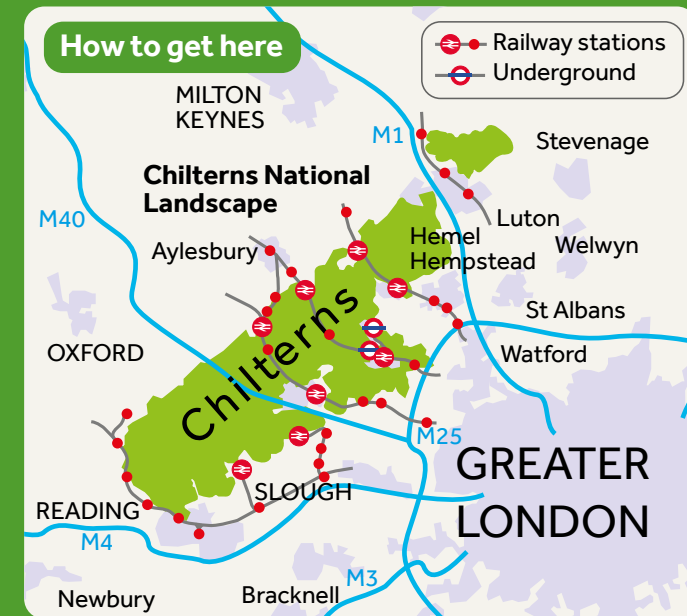 How to get here
Railway stations
Underground
MILTON
KEYNES
M1
Stevenage
Chilterns National
Landscape
M40
Luton
Aylesbury
Hemel
Hempstead
Welwyn
St Albans
OXFORD
Watford
Chilterns
M25
GREATER
LONDON
SLOUGH
READING
M4
M3
Newbury
Bracknell